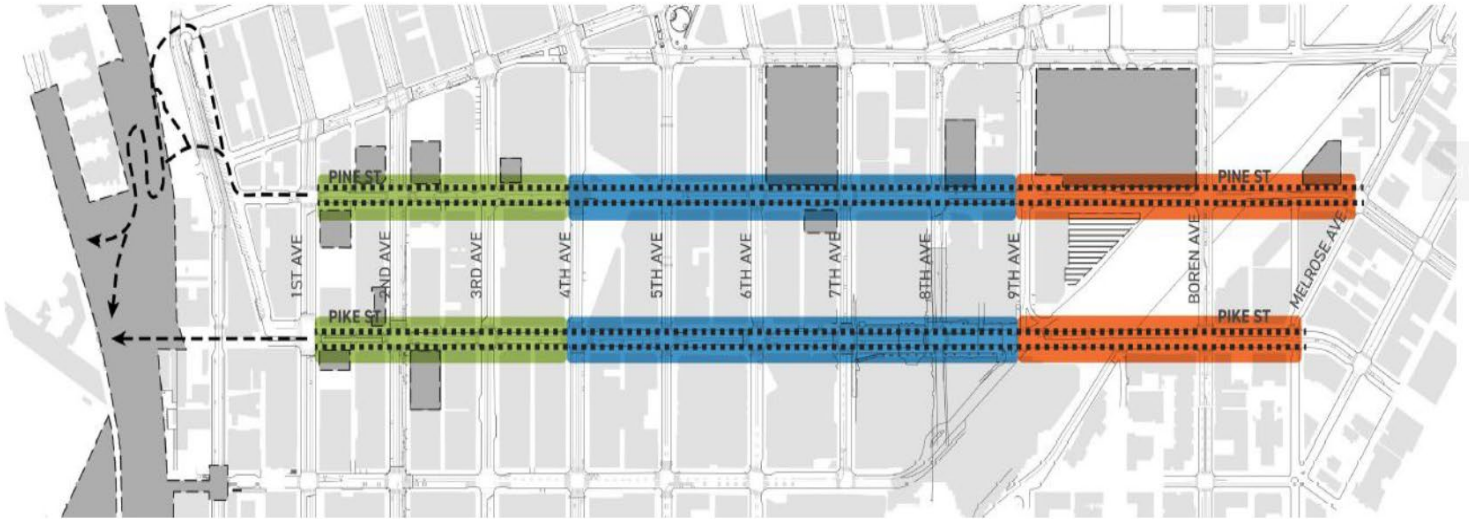 PINE ST
PINE ST
1ST AVE
2ND AVE
3RD AVE
4TH AVE
5TH AVE
6TH AVE
7TH AVE
8TH AVE
9TH AVE
BOREN AVE
MELROSE AVE
PIKE ST
PIKE ST